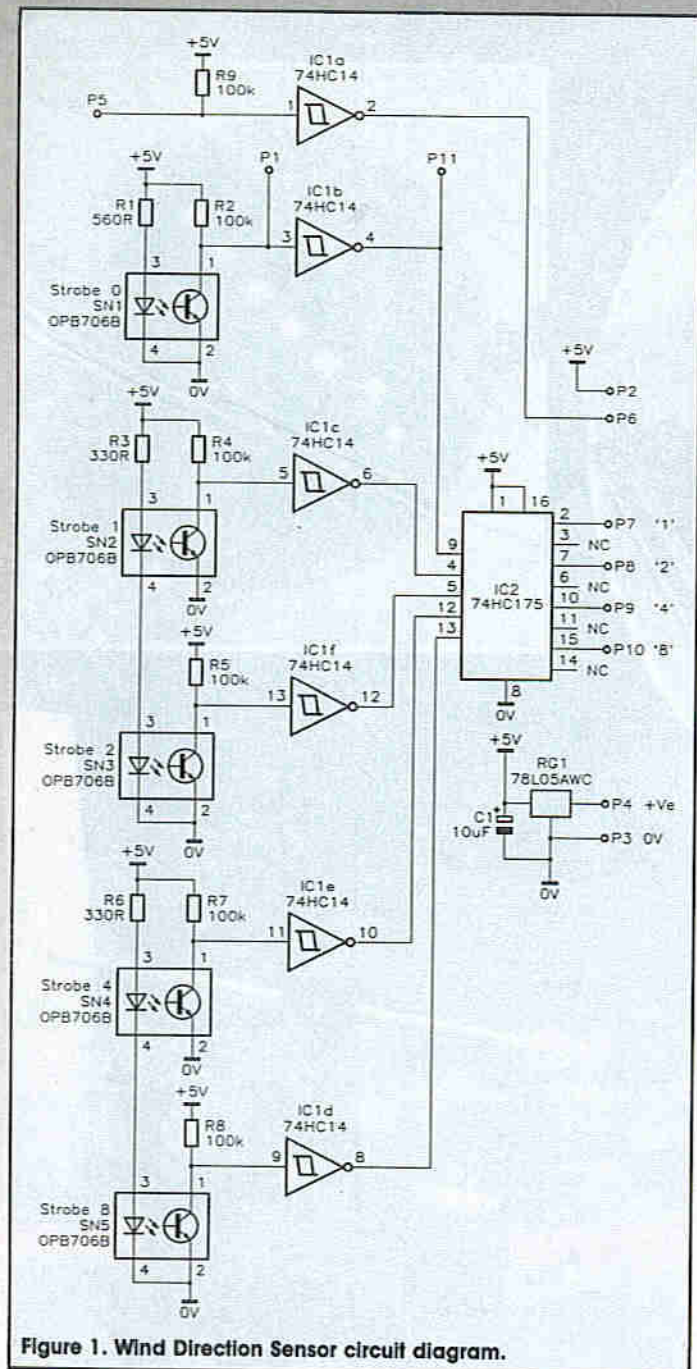 +5V
R9
100k
IC1a
74HC14
P5
1
2
+5V
P1
P11
R1
560R
R2
100k
IC1b
74HC14
3
4
3
1
Strobe 0
SN1
OPB706B
4
2
0V
+5V
P2
P6
+5V
R3
330R
R4
100k
IC1c
74HC14
5
6
3
1
Strobe 1
SN2
OPB706B
4
2
0V
+5V
1
16
9
4
5
12
13
IC2
74HC175
2
P7 '1'
3
NC
7
P8 '2'
6
NC
10
P9 '4'
11
NC
15
P10 '8'
14
NC
8
0V
+5V
R5
100k
IC1f
74HC14
13
12
3
1
Strobe 2
SN3
OPB706B
4
2
0V
+5V
RG1
78L05AWC
P4 +Ve
C1
+
10uF
P3 0V
0V
+5V
R6
330R
R7
100k
IC1e
74HC14
11
10
3
1
Strobe 4
SN4
OPB706B
4
2
0V
+5V
R8
100k
IC1d
74HC14
9
8
3
1
Strobe 8
SN5
OPB706B
4
2
0V
Figure 1. Wind Direction Sensor circuit diagram.